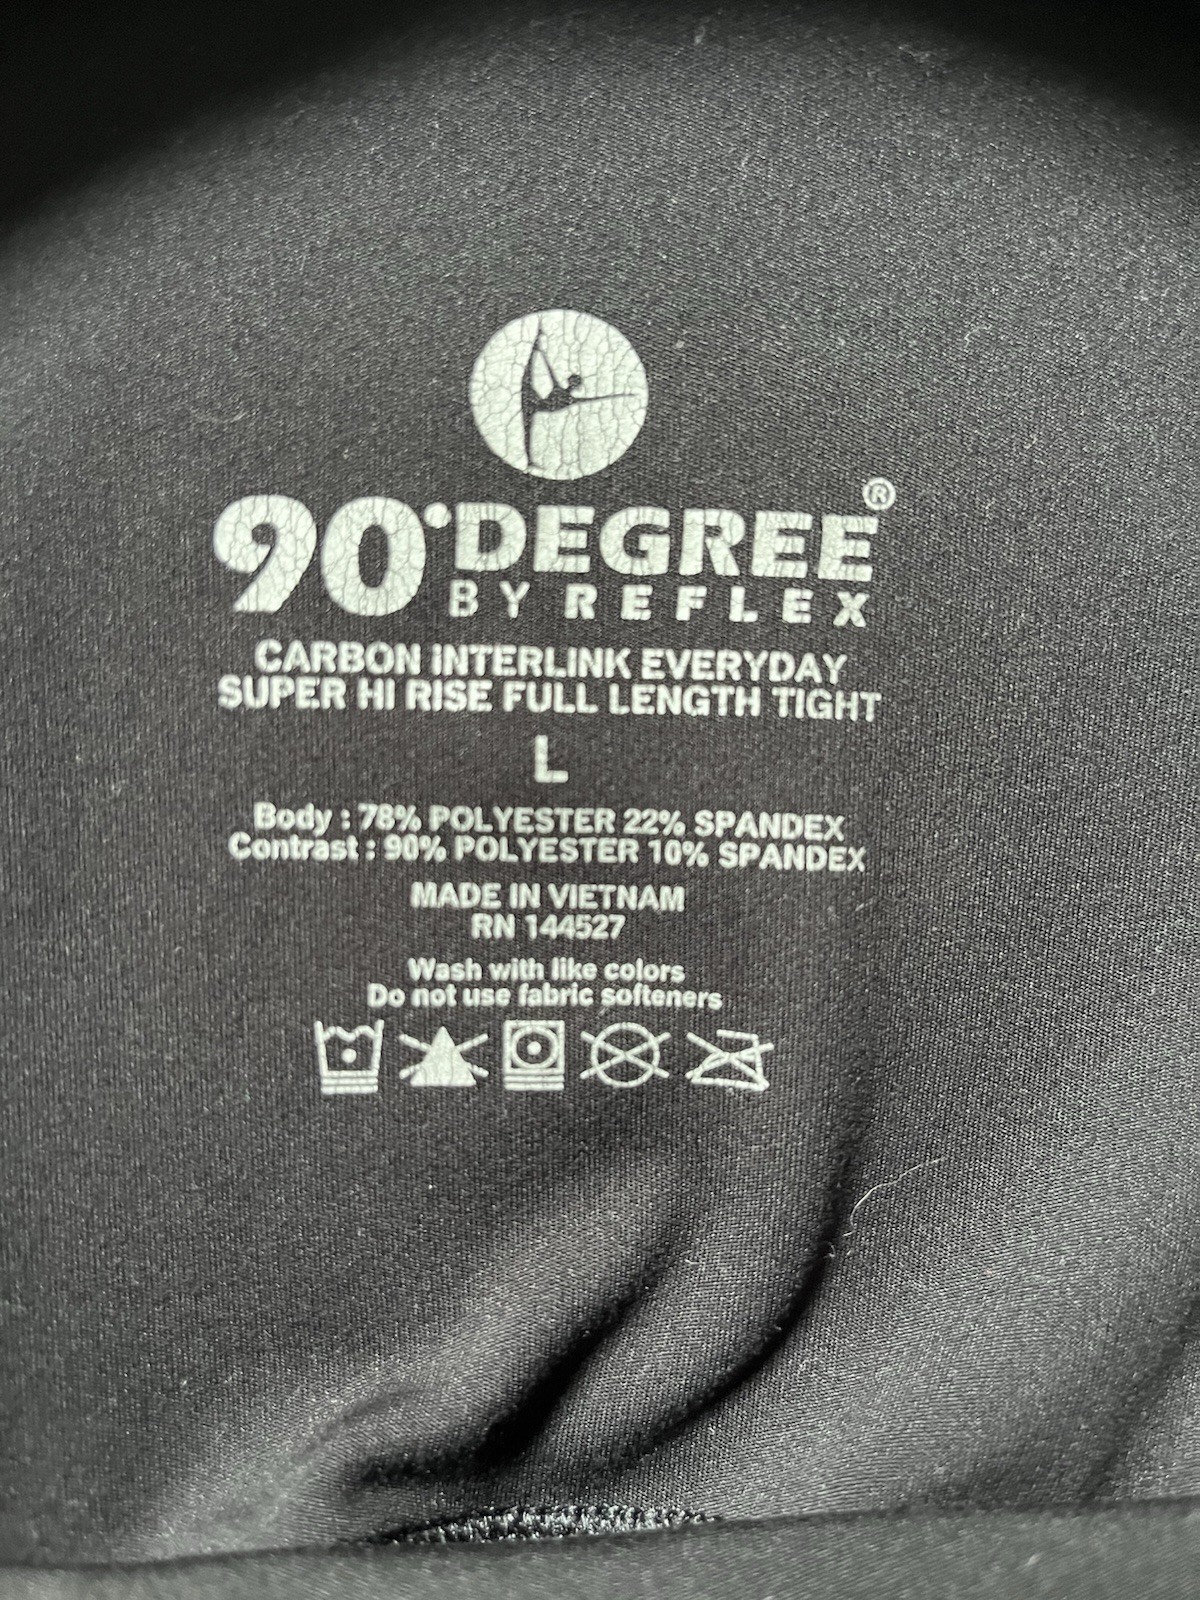 90°DEGREE®
BY REFLEX
CARBON INTERLINK EVERYDAY
SUPER HI RISE FULL LENGTH TIGHT
L
Body : 78% POLYESTER 22% SPANDEX
Contrast : 90% POLYESTER 10% SPANDEX
MADE IN VIETNAM
RN 144527
Wash with like colors
Do not use fabric softeners